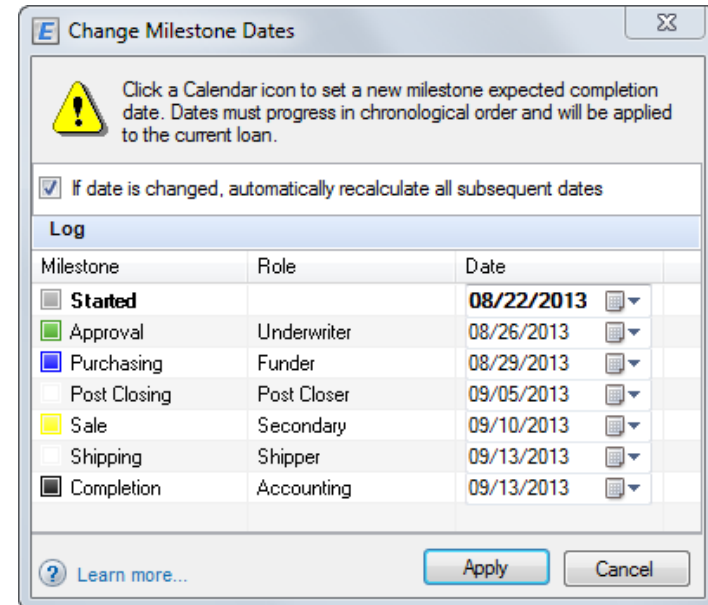 E Change Milestone Dates
Click a Calendar icon to set a new milestone expected completion
date. Dates must progress in chronological order and will be applied
to the current loan.
If date is changed, automatically recalculate all subsequent dates
Log
Milestone Role Date
Started 08/22/2013
Approval Underwriter 08/26/2013
Purchasing Funder 08/29/2013
Post Closing Post Closer 09/05/2013
Sale Secondary 09/10/2013
Shipping Shipper 09/13/2013
Completion Accounting 09/13/2013
? Learn more... Apply Cancel